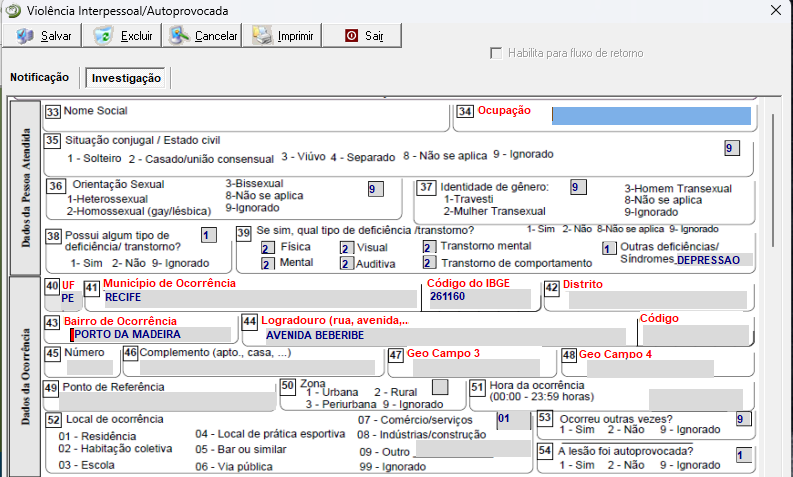 Violência Interpessoal/Autoprovocada
Salvar Excluir Cancelar Imprimir Sair
Habilita para fluxo de retorno
Notificação Investigação
Dados da Pessoa Atendida
33 Nome Social
34 Ocupação
35 Situação conjugal / Estado civil
1 - Solteiro 2 - Casado/união consensual 3 - Viúvo 4 - Separado 8 - Não se aplica 9 - Ignorado 9
36 Orientação Sexual
1-Heterossexual
2-Homossexual (gay/lésbica)
3-Bissexual
8-Não se aplica
9-Ignorado
9
37 Identidade de gênero:
1-Travesti
2-Mulher Transexual
9
3-Homem Transexual
8-Não se aplica
9-Ignorado
38 Possui algum tipo de
deficiência/ transtorno?
1- Sim 2- Não 9- Ignorado
1
39 Se sim, qual tipo de deficiência /transtorno? 1- Sim 2- Não 8-Não se aplica 9- Ignorado
2 Física 2 Visual 2 Transtorno mental 1 Outras deficiências/
2 Mental 2 Auditiva 2 Transtorno de comportamento Síndromes DEPRESSAO
Dados da Ocorrência
40 UF
PE
41 Município de Ocorrência
RECIFE
Código do IBGE
261160
42 Distrito
43 Bairro de Ocorrência
PORTO DA MADEIRA
44 Logradouro (rua, avenida,..
AVENIDA BEBERIBE
Código
45 Número
46 Complemento (apto., casa, ...)
47 Geo Campo 3
48 Geo Campo 4
49 Ponto de Referência
50 Zona
1 - Urbana 2 - Rural
3 - Periurbana 9 - Ignorado
51 Hora da ocorrência
(00:00 - 23:59 horas)
52 Local de ocorrência
01 - Residência
02 - Habitação coletiva
03 - Escola
04 - Local de prática esportiva
05 - Bar ou similar
06 - Via pública
07 - Comércio/serviços
08 - Indústrias/construção
09 - Outro
99 - Ignorado
01
53 Ocorreu outras vezes?
1 - Sim 2 - Não 9 - Ignorado
9
54 A lesão foi autoprovocada?
1 - Sim 2 - Não 9 - Ignorado
1